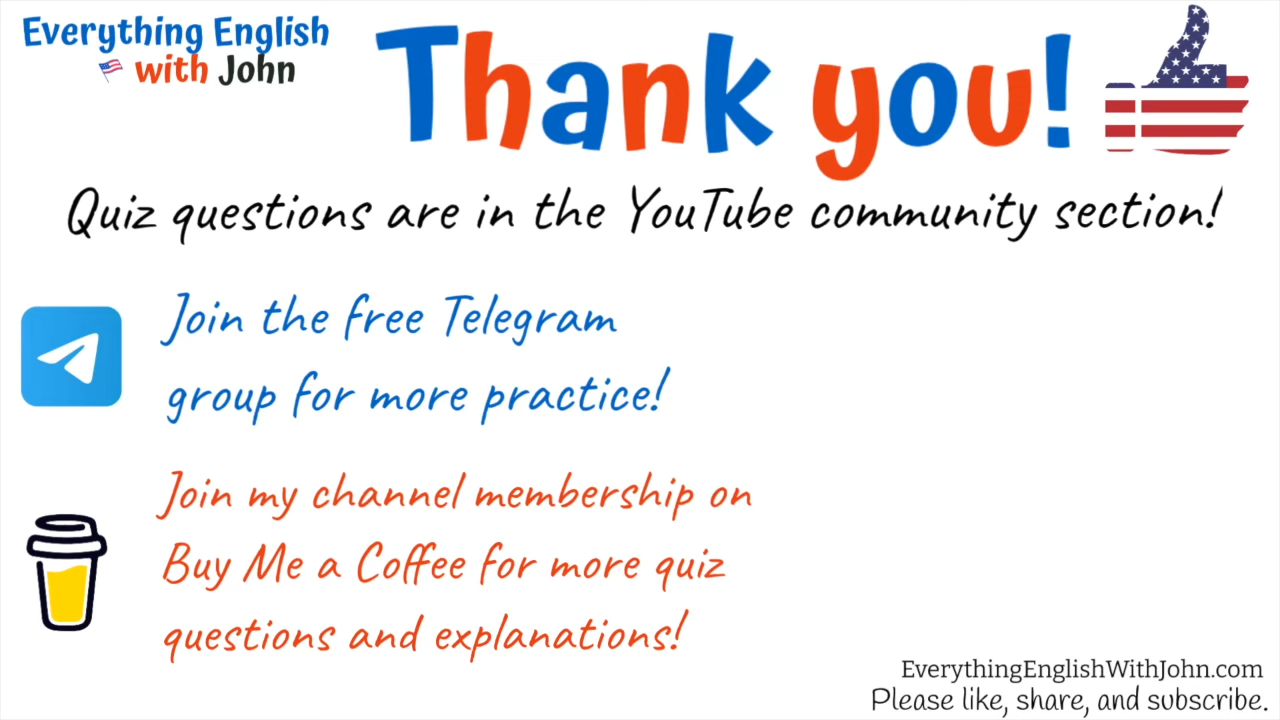 Everything English
with John
Thank you!
Quiz questions are in the YouTube community section!
Join the free Telegram
group for more practice!
Join my channel membership on
Buy Me a Coffee for more quiz
questions and explanations!
EverythingEnglishWithJohn.com
Please like, share, and subscribe.